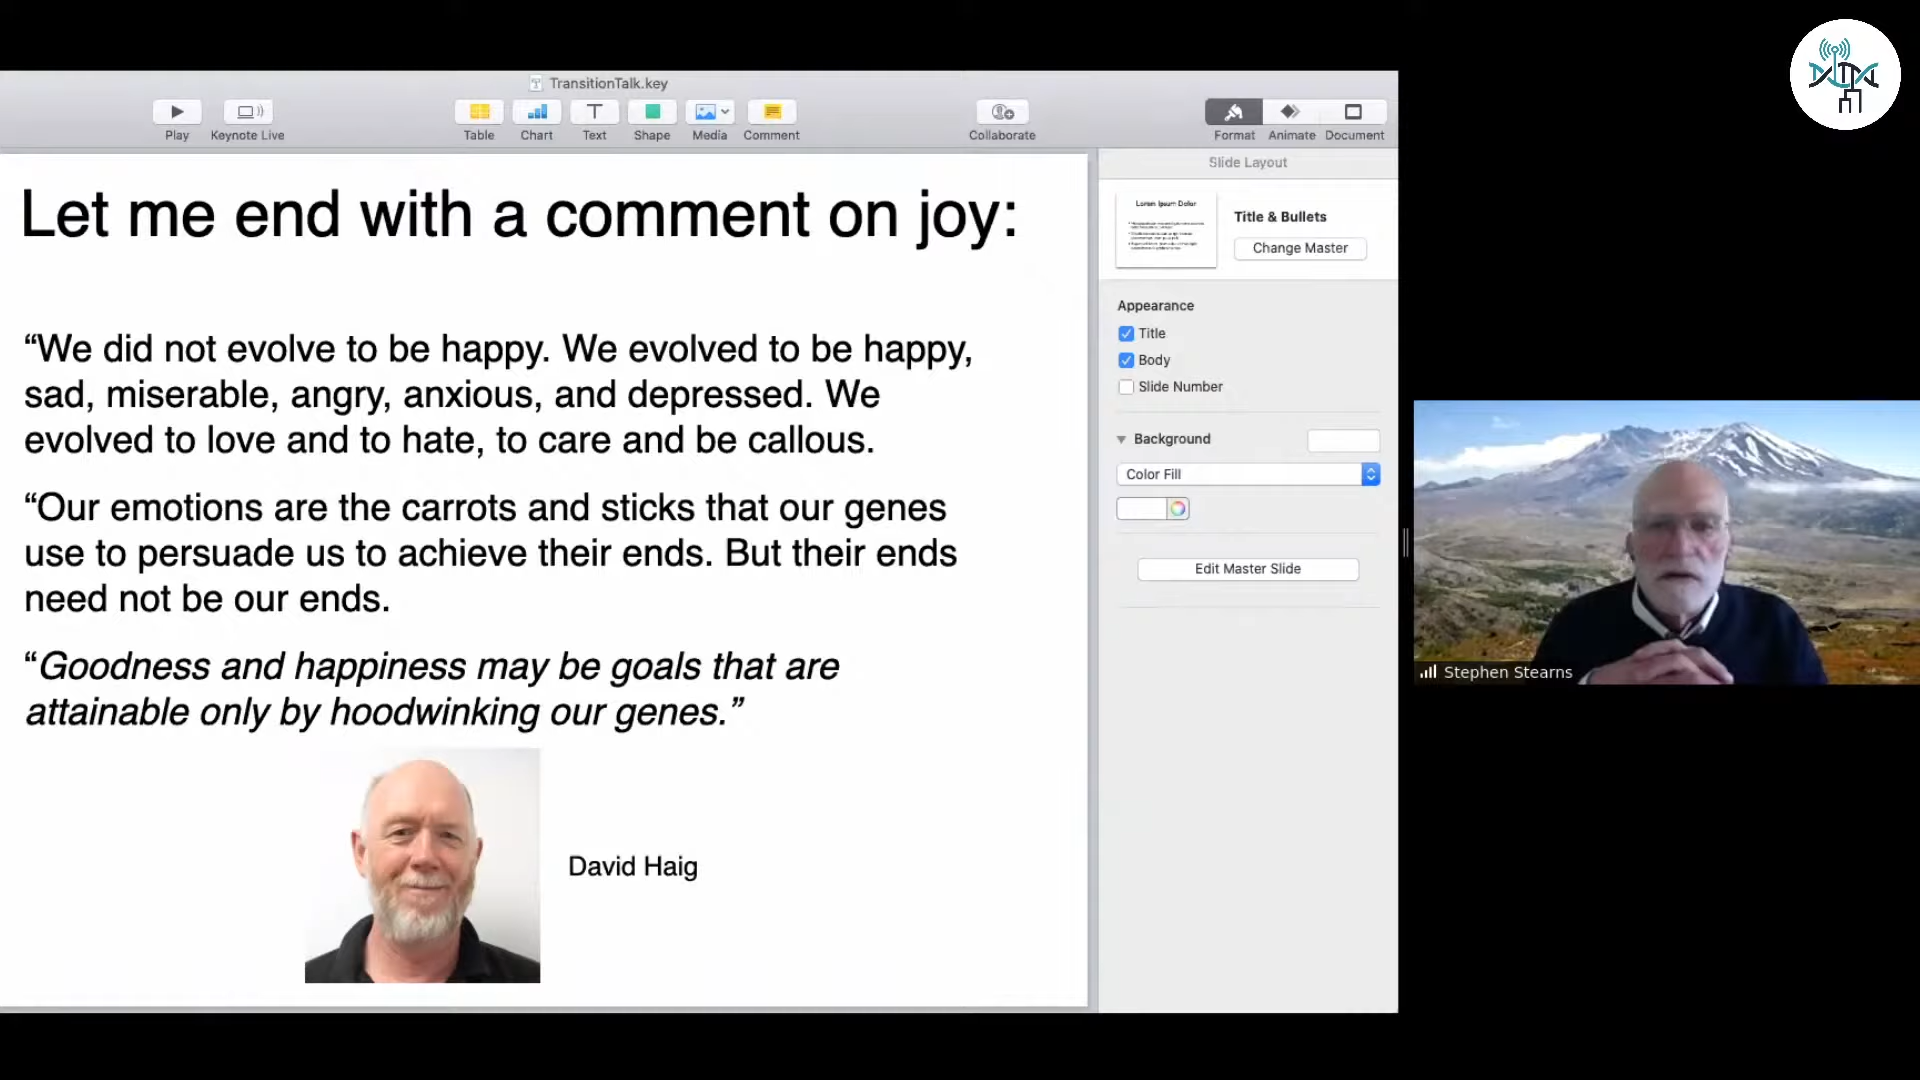 TransitionTalk.key
Play
Keynote Live
Table
Chart
Text
Shape
Media
Comment
Collaborate
Format
Animate
Document
Let me end with a comment on joy:
“We did not evolve to be happy. We evolved to be happy,
sad, miserable, angry, anxious, and depressed. We
evolved to love and to hate, to care and be callous.
“Our emotions are the carrots and sticks that our genes
use to persuade us to achieve their ends. But their ends
need not be our ends.
“Goodness and happiness may be goals that are
attainable only by hoodwinking our genes.”
David Haig
Slide Layout
Lorem Ipsum Dolor
Title & Bullets
Change Master
Appearance
Title
Body
Slide Number
Background
Color Fill
Edit Master Slide
Stephen Stearns